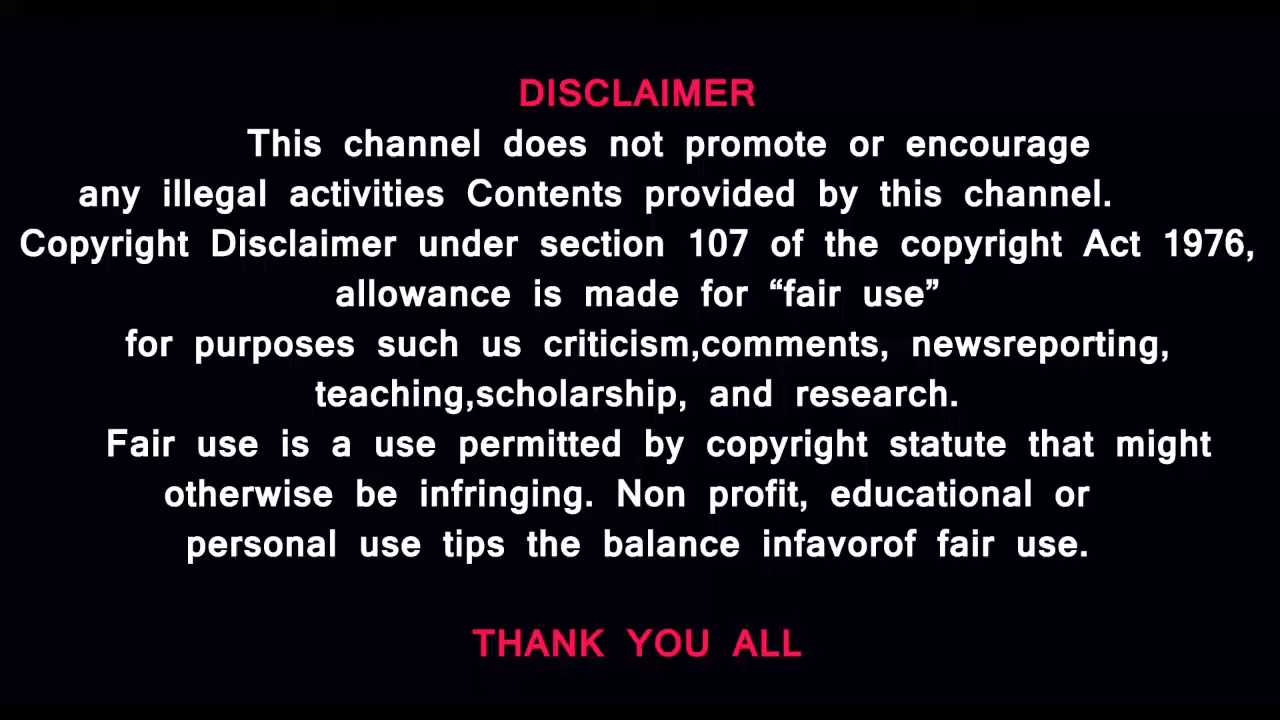 DISCLAIMER
This channel does not promote or encourage
any illegal activities Contents provided by this channel.
Copyright Disclaimer under section 107 of the copyright Act 1976,
allowance is made for “fair use”
for purposes such us criticism,comments, newsreporting,
teaching,scholarship, and research.
Fair use is a use permitted by copyright statute that might
otherwise be infringing. Non profit, educational or
personal use tips the balance infavorof fair use.
THANK YOU ALL